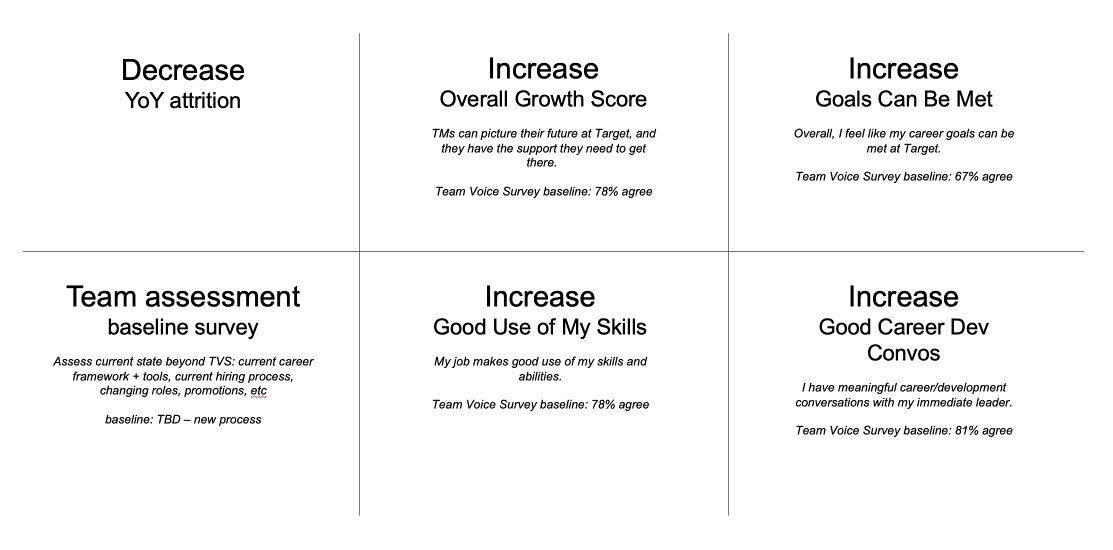 Decrease
YoY attrition
Increase
Overall Growth Score
TMs can picture their future at Target, and
they have the support they need to get
there.
Team Voice Survey baseline: 78% agree
Increase
Goals Can Be Met
Overall, I feel like my career goals can be
met at Target.
Team Voice Survey baseline: 67% agree
Team assessment
baseline survey
Assess current state beyond TVS: current career
framework + tools, current hiring process,
changing roles, promotions, etc
baseline: TBD – new process
Increase
Good Use of My Skills
My job makes good use of my skills and
abilities.
Team Voice Survey baseline: 78% agree
Increase
Good Career Dev
Convos
I have meaningful career/development
conversations with my immediate leader.
Team Voice Survey baseline: 81% agree